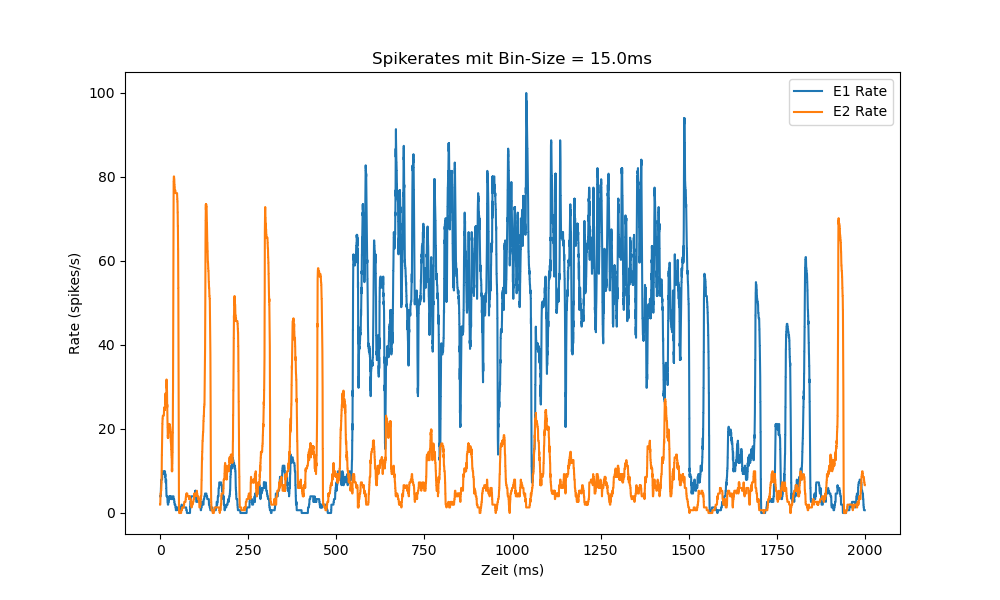 Spikerates mit Bin-Size = 15.0ms
E1 Rate
E2 Rate
Rate (spikes/s)
100
80
60
40
20
0
0 250 500 750 1000 1250 1500 1750 2000
Zeit (ms)